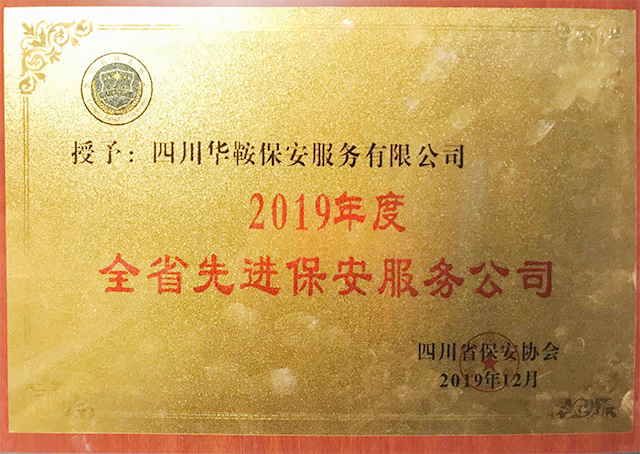 授予：四川华鞍保安服务有限公司
2019年度
全省先进保安服务公司
四川省保安协会
2019年12月